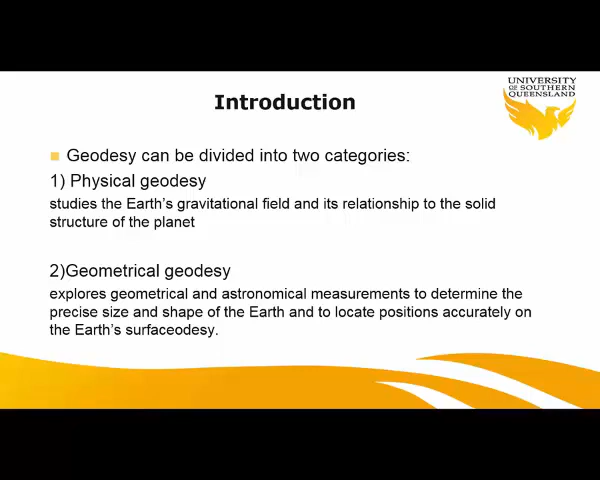 UNIVERSITY
OF SOUTHERN
QUEENSLAND
Introduction
Geodesy can be divided into two categories:
1) Physical geodesy
studies the Earth's gravitational field and its relationship to the solid
structure of the planet
2)Geometrical geodesy
explores geometrical and astronomical measurements to determine the
precise size and shape of the Earth and to locate positions accurately on
the Earth's surfaceodesy.